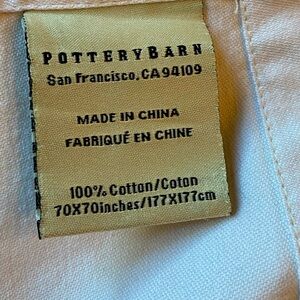 POTTERYBARN
San Francisco, CA 94109
MADE IN CHINA
FABRIQUÉ EN CHINE
100% Cotton/Coton
70X70inches/177X177cm